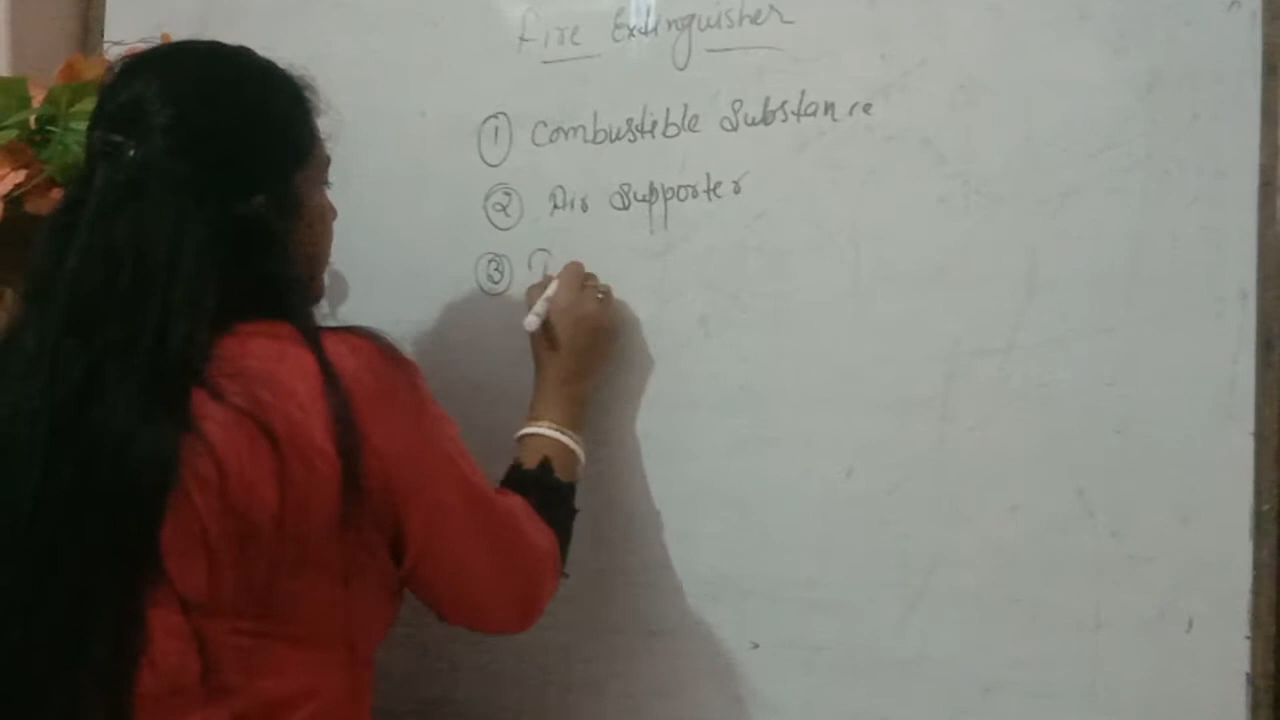 Fire Extinguisher
① Combustible Substance
② Air Supporter
③